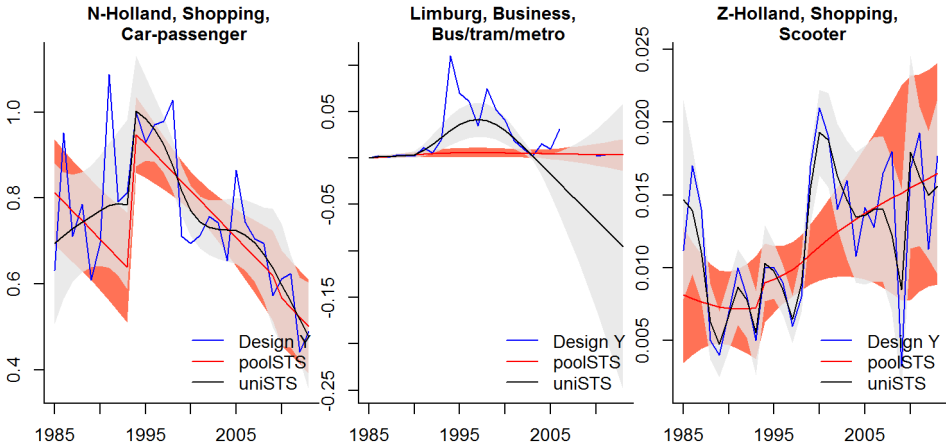 N-Holland, Shopping,
Car-passenger
1.0
0.8
0.6
0.4
1985
1995
2005
Design Y
poolSTS
uniSTS
Limburg, Business,
Bus/tram/metro
0.05
-0.05
-0.15
-0.25
1985
1995
2005
Design Y
poolSTS
uniSTS
Z-Holland, Shopping,
Scooter
0.025
0.020
0.015
0.010
0.005
1985
1995
2005
Design Y
poolSTS
uniSTS